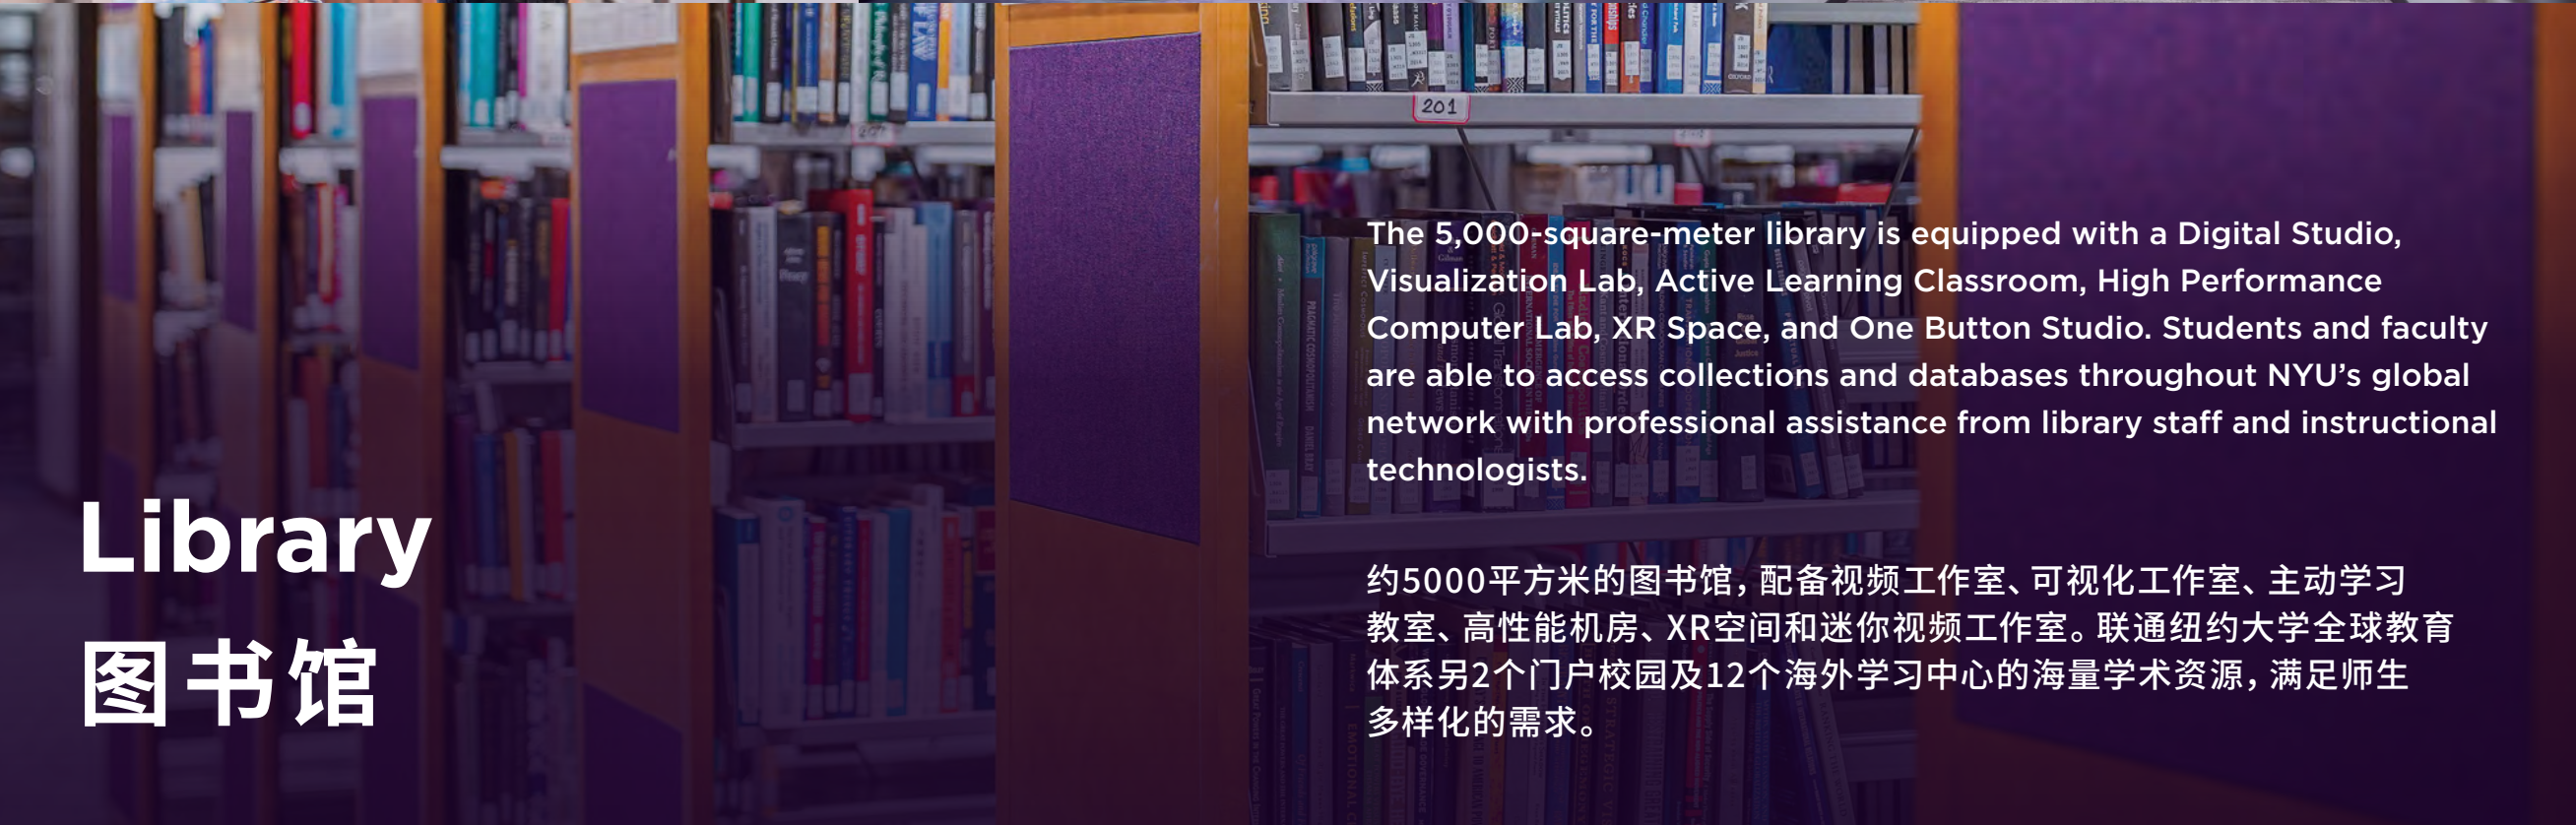 201
The 5,000-square-meter library is equipped with a Digital Studio,
Visualization Lab, Active Learning Classroom, High Performance
Computer Lab, XR Space, and One Button Studio. Students and faculty
are able to access collections and databases throughout NYU’s global
network with professional assistance from library staff and instructional
technologists.
Library
图书馆
约5000平方米的图书馆，配备视频工作室、可视化工作室、主动学习
教室、高性能机房、XR空间和迷你视频工作室。联通纽约大学全球教育
体系另2个门户校园及12个海外学习中心的海量学术资源，满足师生
多样化的需求。
PRAGMATIC COSMOPOLITANISM